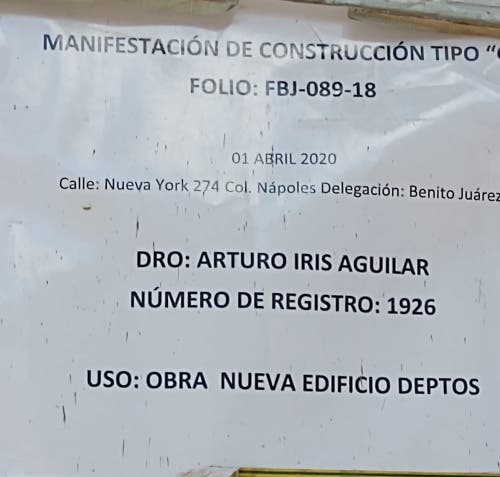 MANIFESTACIÓN DE CONSTRUCCIÓN TIPO
FOLIO: FBJ-089-18
01 ABRIL 2020
Calle: Nueva York 274 Col. Nápoles Delegación: Benito Juárez
DRO: ARTURO IRIS AGUILAR
NÚMERO DE REGISTRO: 1926
USO: OBRA NUEVA EDIFICIO DEPTOS